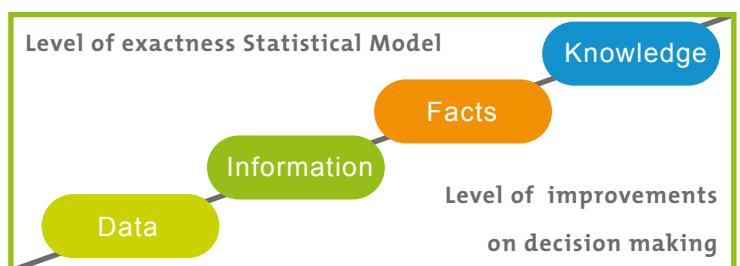 Level of exactness Statistical Model
Knowledge
Facts
Information
Level of improvements
Data
on decision making